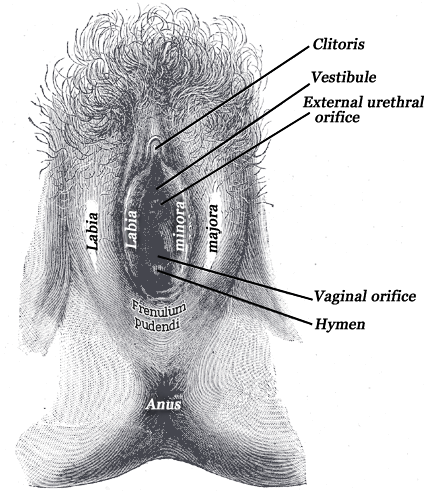 Clitoris
Vestibule
External urethral
orifice
Labia
Labia
minora
majora
Vaginal orifice
Frenulum
pudendi
Hymen
Anus